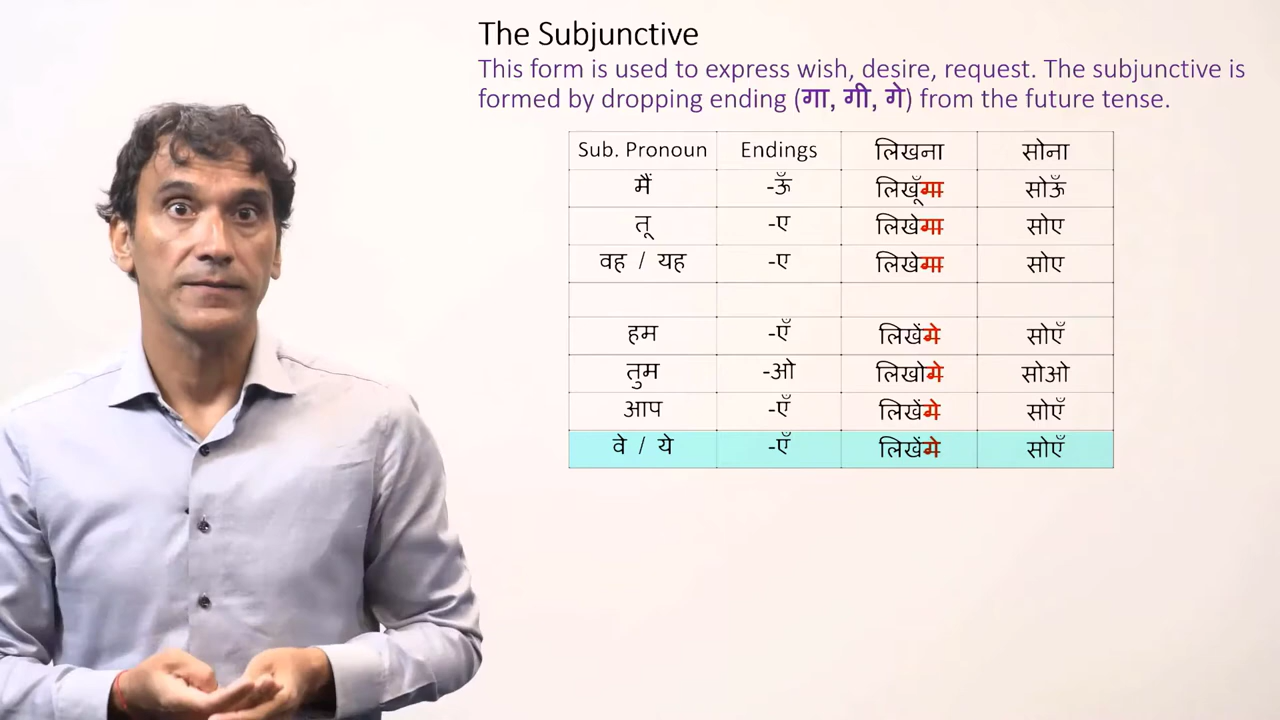 The Subjunctive
This form is used to express wish, desire, request. The subjunctive is
formed by dropping ending (गा, गी, गे) from the future tense.
Sub. Pronoun Endings लिखना सोना
मैं -ऊँ लिखूँगा सोऊँ
तू -ए लिखेगा सोए
वह / यह -ए लिखेगा सोए
हम -एँ लिखेंगे सोएँ
तुम -ओ लिखोगे सोओ
आप -एँ लिखेंगे सोएँ
वे / ये -एँ लिखेंगे सोएँ